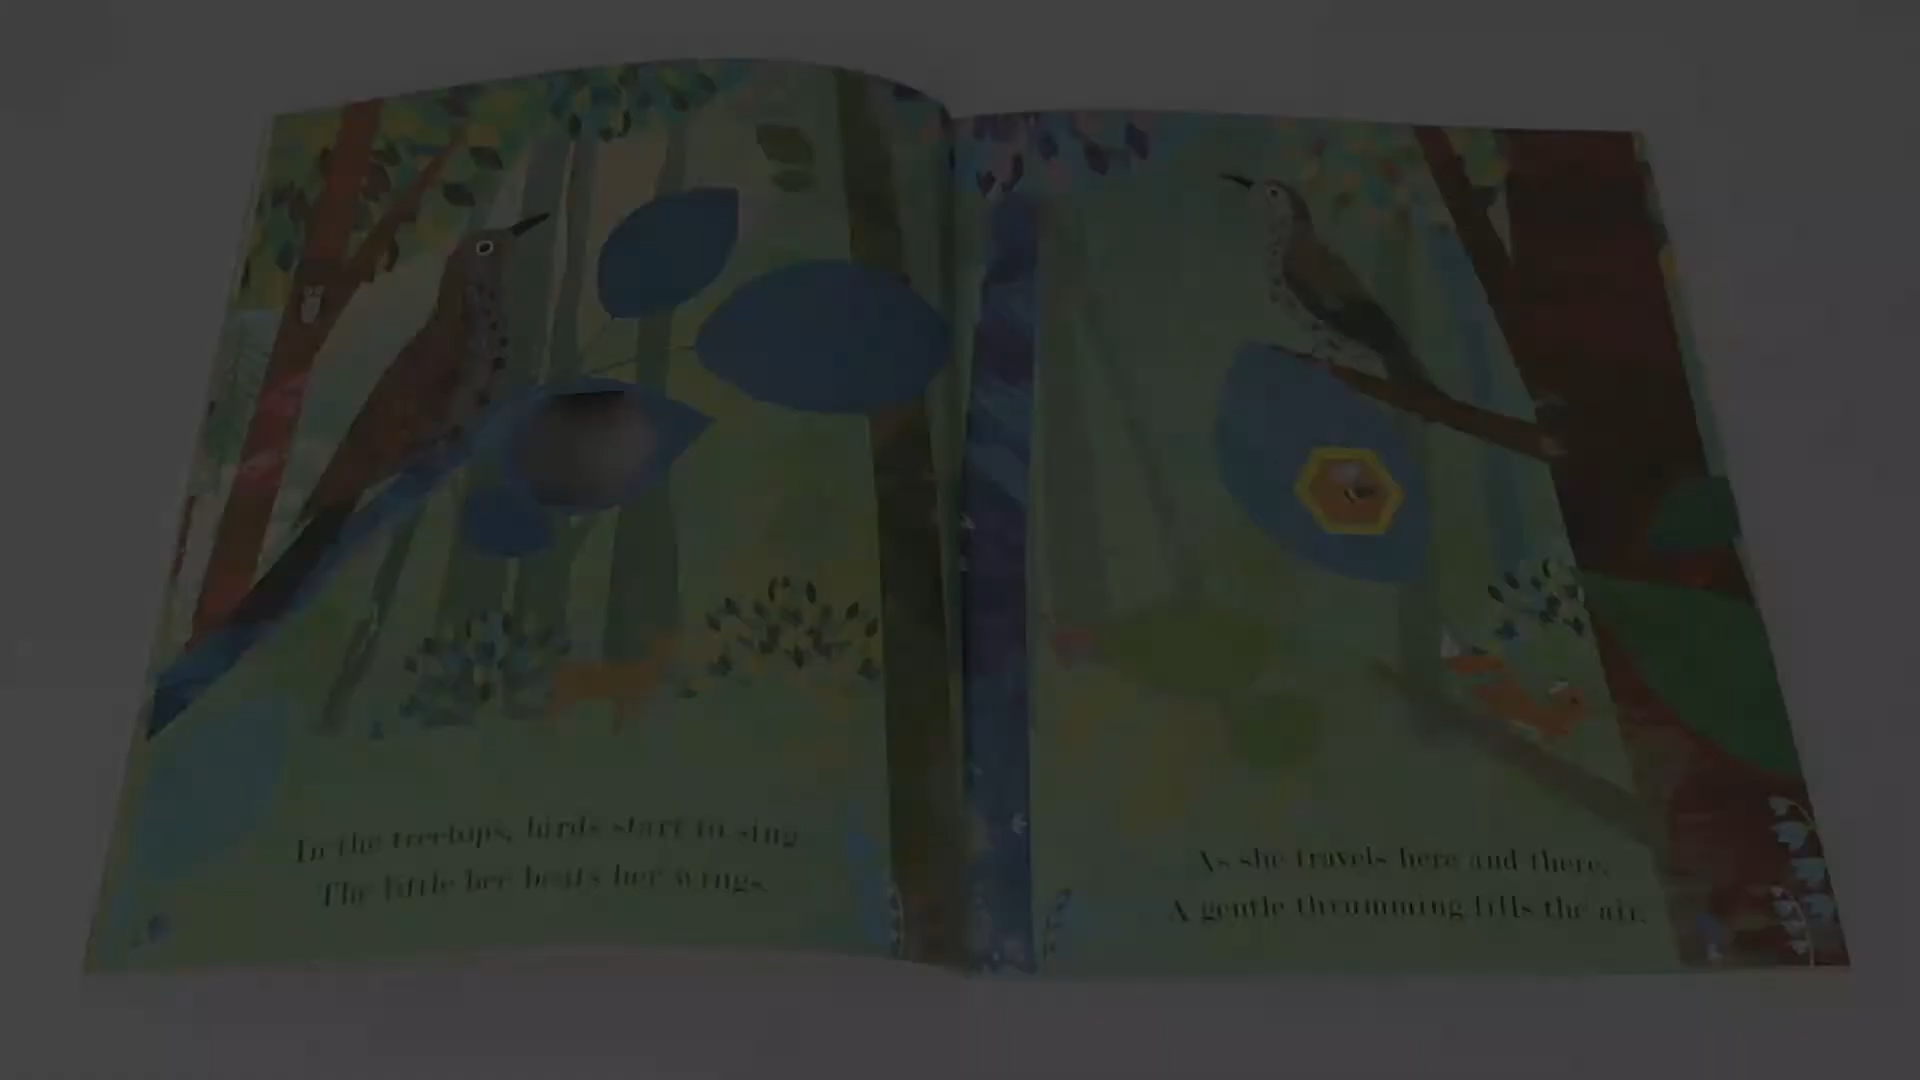 In the treetops, birds start to sing
The little bee beats her wings.
As she travels here and there,
A gentle thrumming fills the air.